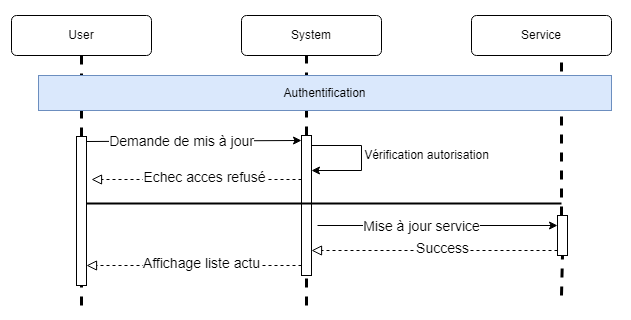 User
System
Service
Authentification
Demande de mis à jour
Vérification autorisation
Echec acces refusé
Mise à jour service
Success
Affichage liste actu